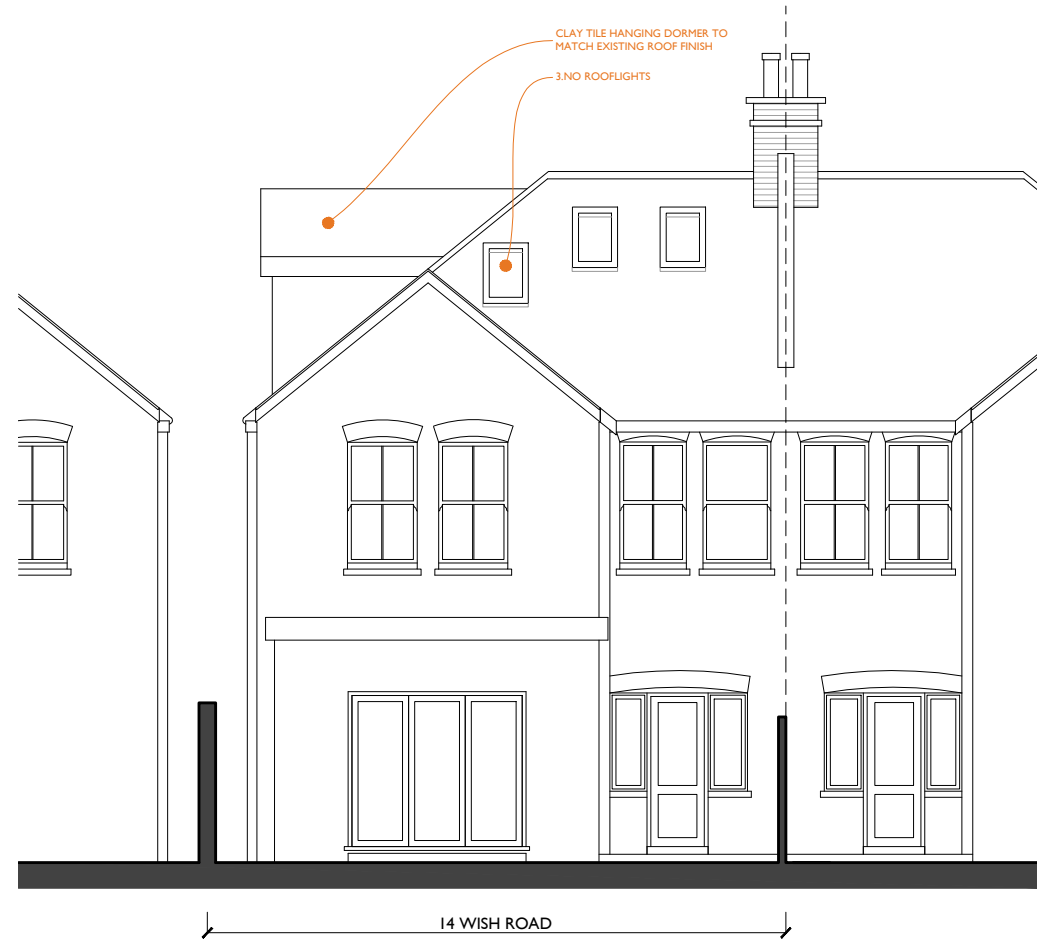 CLAY TILE HANGING DORMER TO
MATCH EXISTING ROOF FINISH
3.NO ROOFLIGHTS
14 WISH ROAD